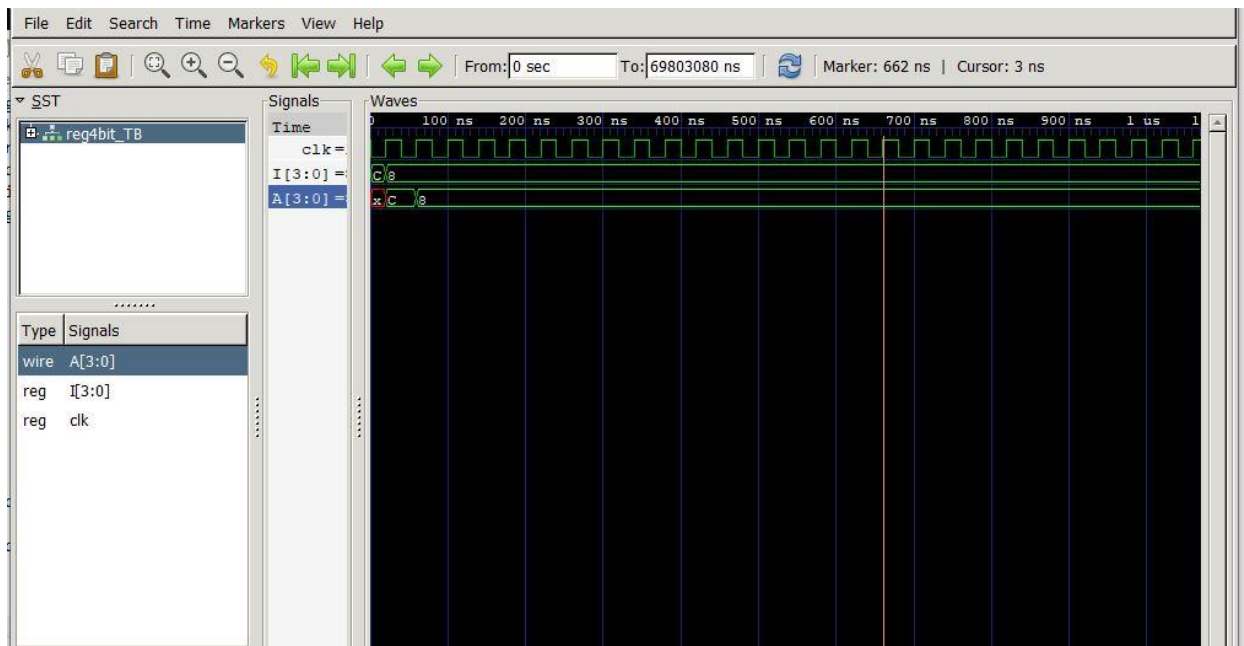 File Edit Search Time Markers View Help
From: 0 sec To: 69803080 ns Marker: 662 ns | Cursor: 3 ns
SST
reg4bit_TB
Type Signals
wire A[3:0]
reg I[3:0]
reg clk
Signals
Time
clk=
I[3:0] =
A[3:0] =
Waves
100 ns 200 ns 300 ns 400 ns 500 ns 600 ns 700 ns 800 ns 900 ns 1 us 1
C 8
x C 8